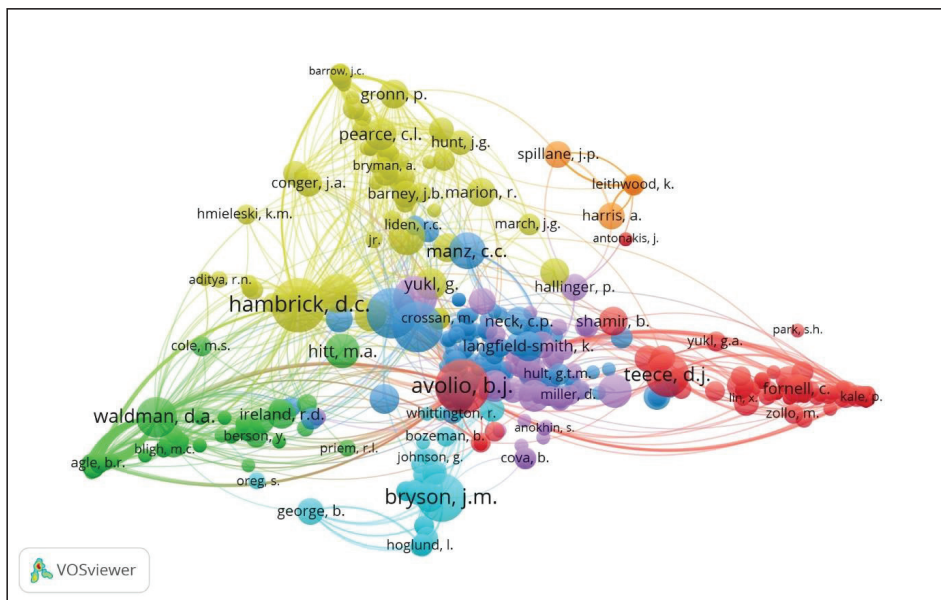 barrow, j.c.
gronn, p.
pearce, c.l.
hunt, j.g.
spillane, j.p.
bryman, a.
conger, j.a.
leithwood, k.
barney, j.b.
marion, r.
hmieleski, k.m.
harris, a.
liden, r.c.
march, j.g.
jr.
antonakis, j.
manz, c.c.
aditya, r.n.
yukl, g.
hallinger, p.
hambrick, d.c.
crossan, m.
neck, c.p.
shamir, b.
park, s.h.
cole, m.s.
hitt, m.a.
langfield-smith, k.
yukl, g.a.
hult, g.t.m.
teece, d.j.
avolio, b.j.
miller, d.
fornell, c.
lin, x.
kale, p.
waldman, d.a.
ireland, r.d.
whittington, r.
zollo, m.
berson, y.
bozeman, b.
anokhin, s.
bligh, m.c.
priem, r.l.
agle, b.r.
johnson, g.
cova, b.
oreg, s.
bryson, j.m.
george, b.
hoglund, l.
VOSviewer